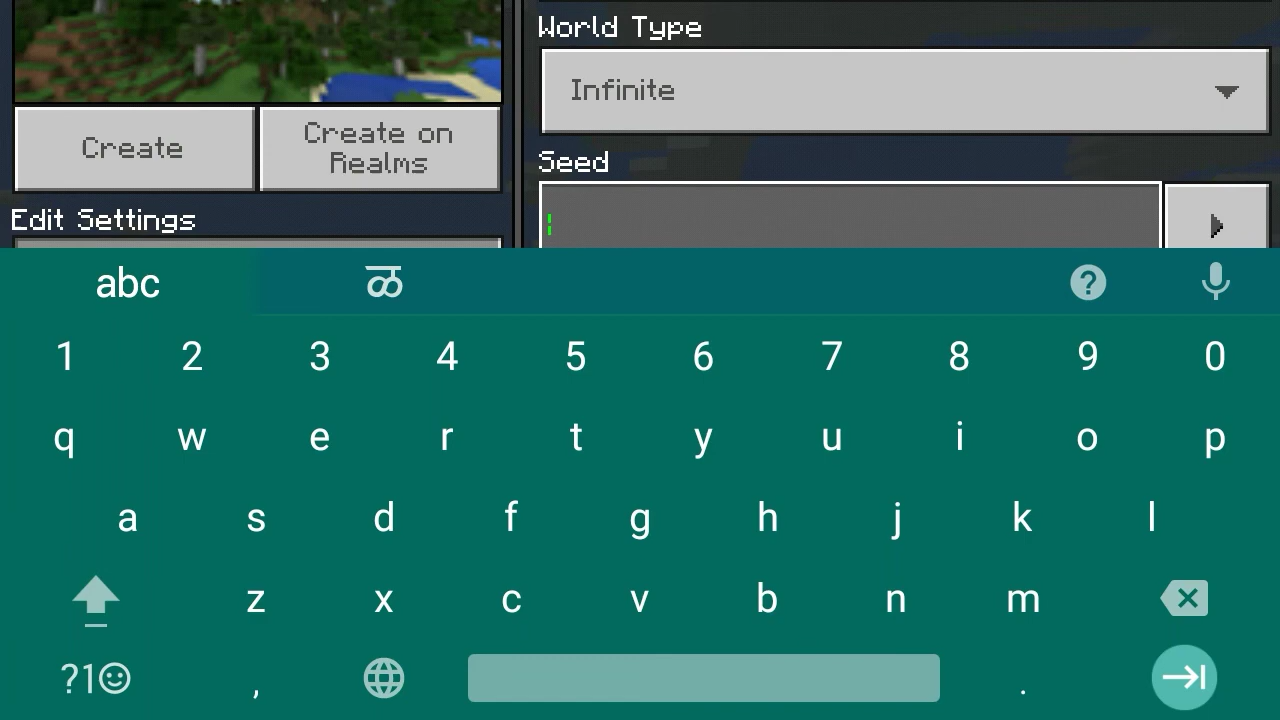 World Type
Infinite
Create
Create on
Realms
Seed
Edit Settings
abc
1 2 3 4 5 6 7 8 9 0
q w e r t y u i o p
a s d f g h j k l
z x c v b n m
?1☺ , .